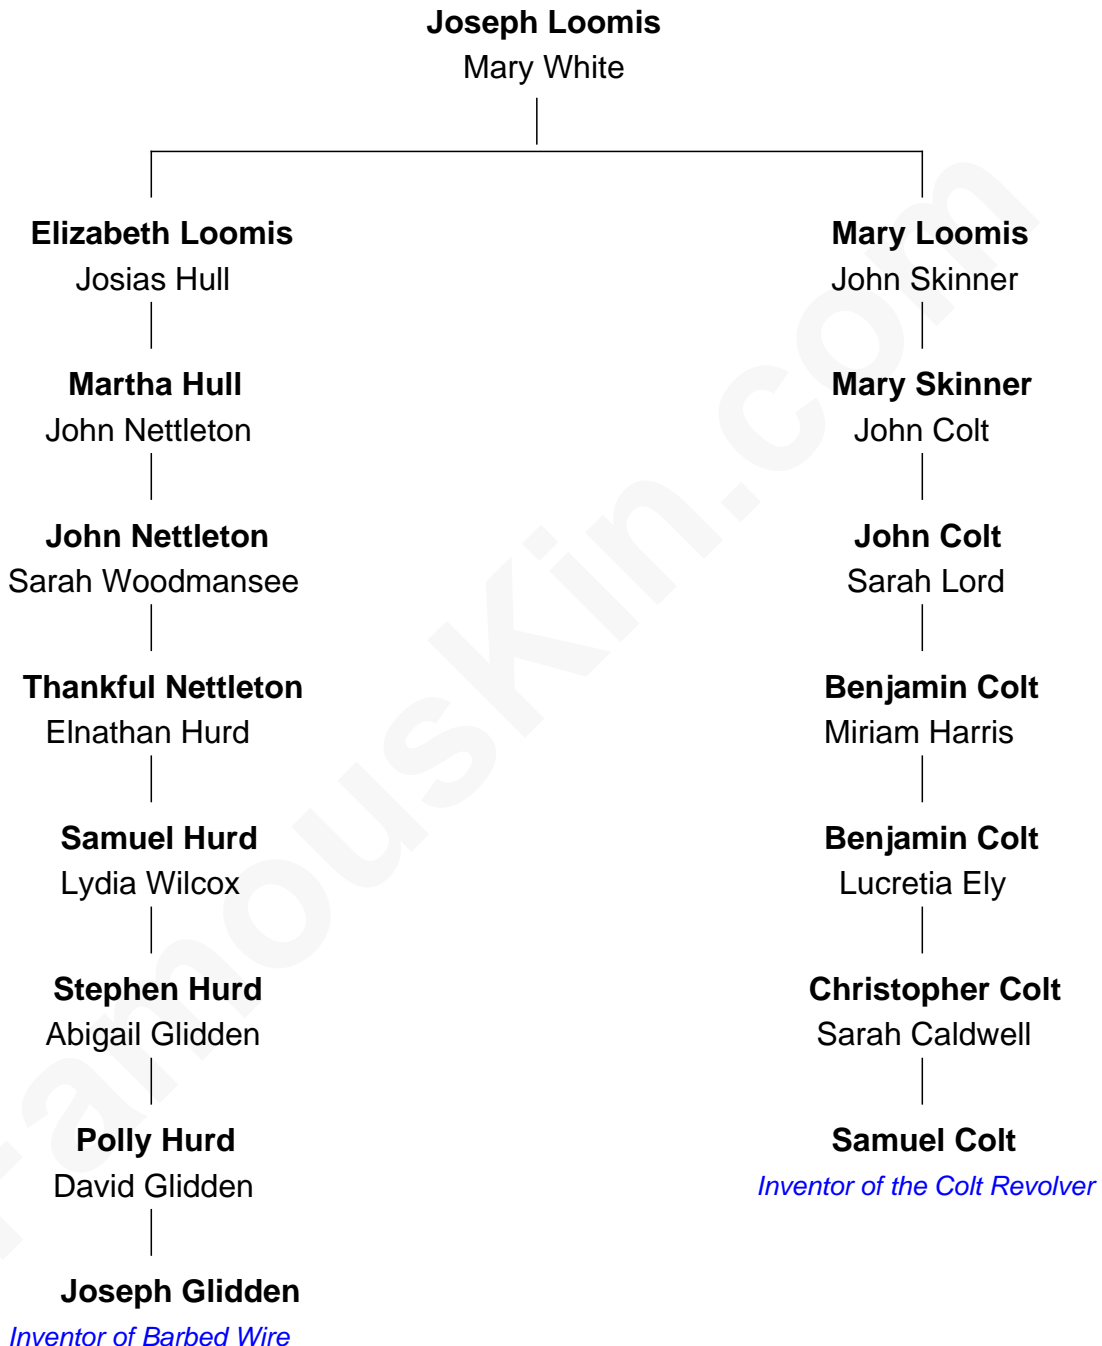 Joseph Loomis
Mary White
Elizabeth Loomis
Josias Hull
Mary Loomis
John Skinner
Martha Hull
John Nettleton
Mary Skinner
John Colt
John Nettleton
Sarah Woodmansee
John Colt
Sarah Lord
Thankful Nettleton
Elnathan Hurd
Benjamin Colt
Miriam Harris
Samuel Hurd
Lydia Wilcox
Benjamin Colt
Lucretia Ely
Stephen Hurd
Abigail Glidden
Christopher Colt
Sarah Caldwell
Polly Hurd
David Glidden
Samuel Colt
Inventor of the Colt Revolver
Joseph Glidden
Inventor of Barbed Wire
FamousKin.com